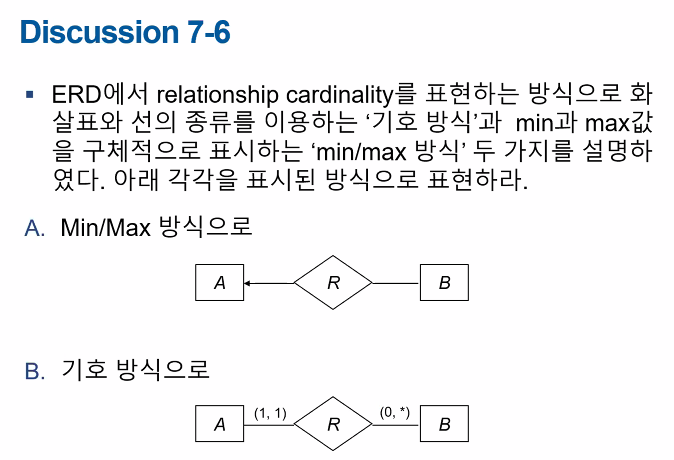 Discussion 7-6
▪ ERD에서 relationship cardinality를 표현하는 방식으로 화
살표와 선의 종류를 이용하는 ‘기호 방식’과 min과 max값
을 구체적으로 표시하는 ‘min/max 방식’ 두 가지를 설명하
였다. 아래 각각을 표시된 방식으로 표현하라.
A. Min/Max 방식으로
A R B
B. 기호 방식으로
A (1, 1) R (0, *) B